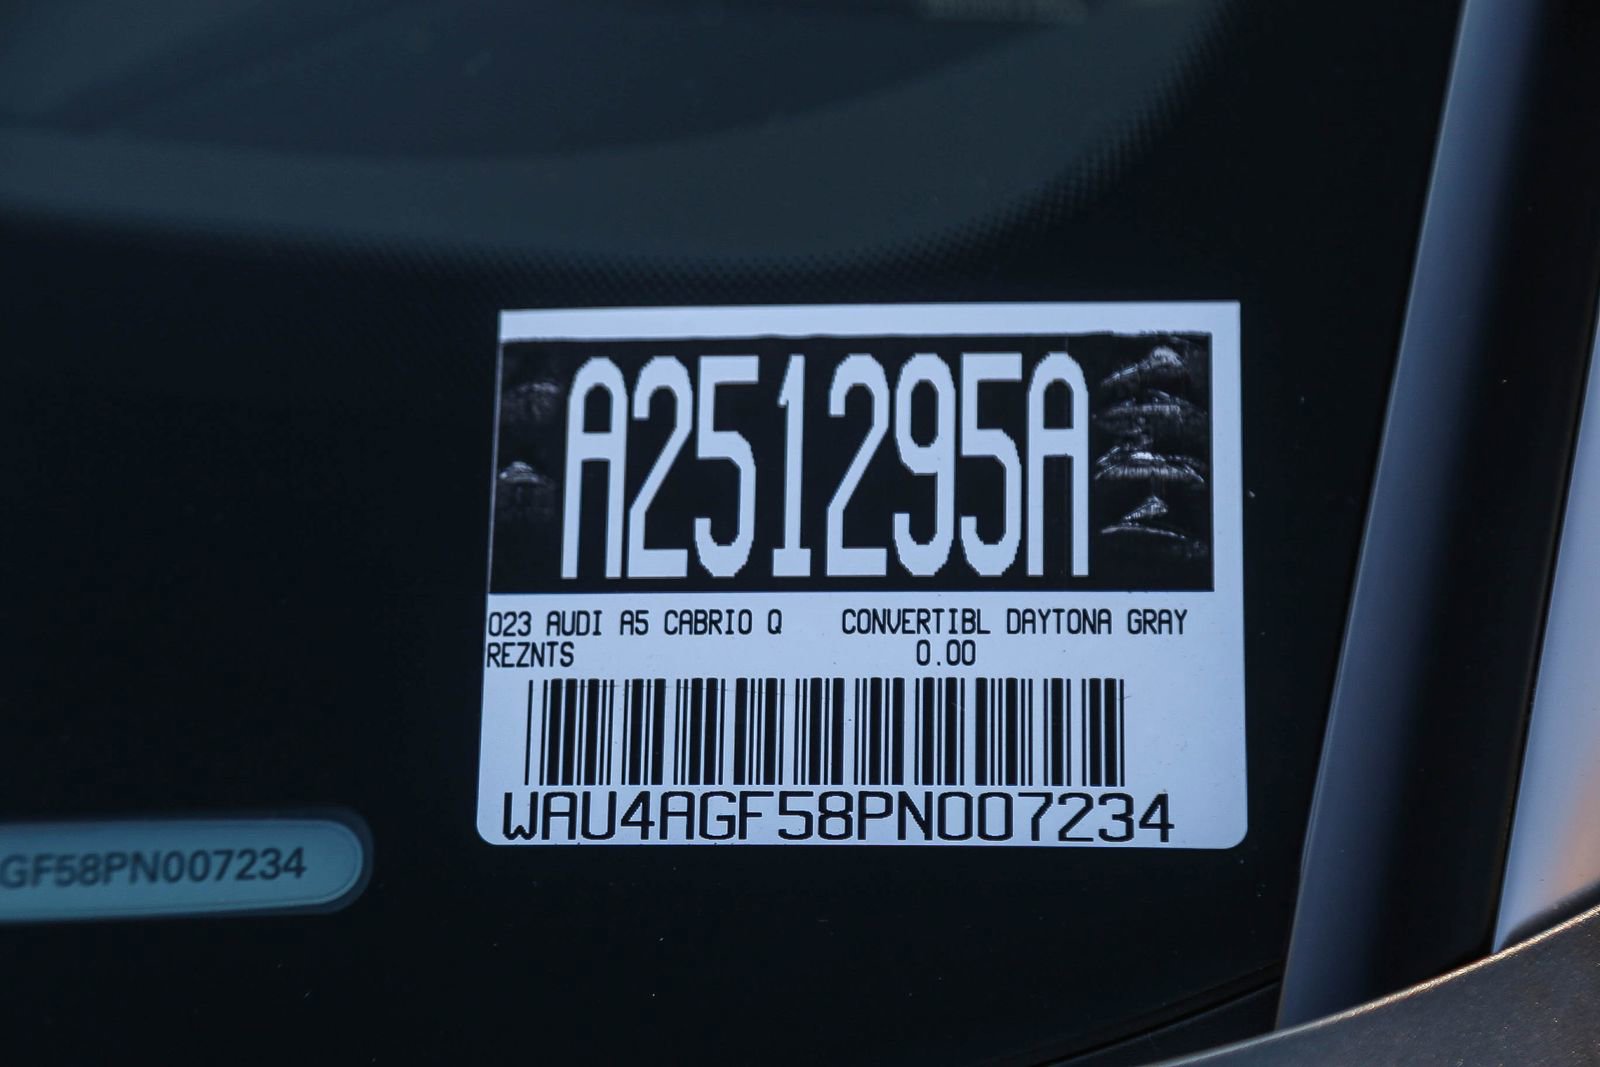 A251295A
023 AUDI A5 CABRIO Q CONVERTIBL DAYTONA GRAY
REZNTS 0.00
WAU4AGF58PN007234
GF58PN007234